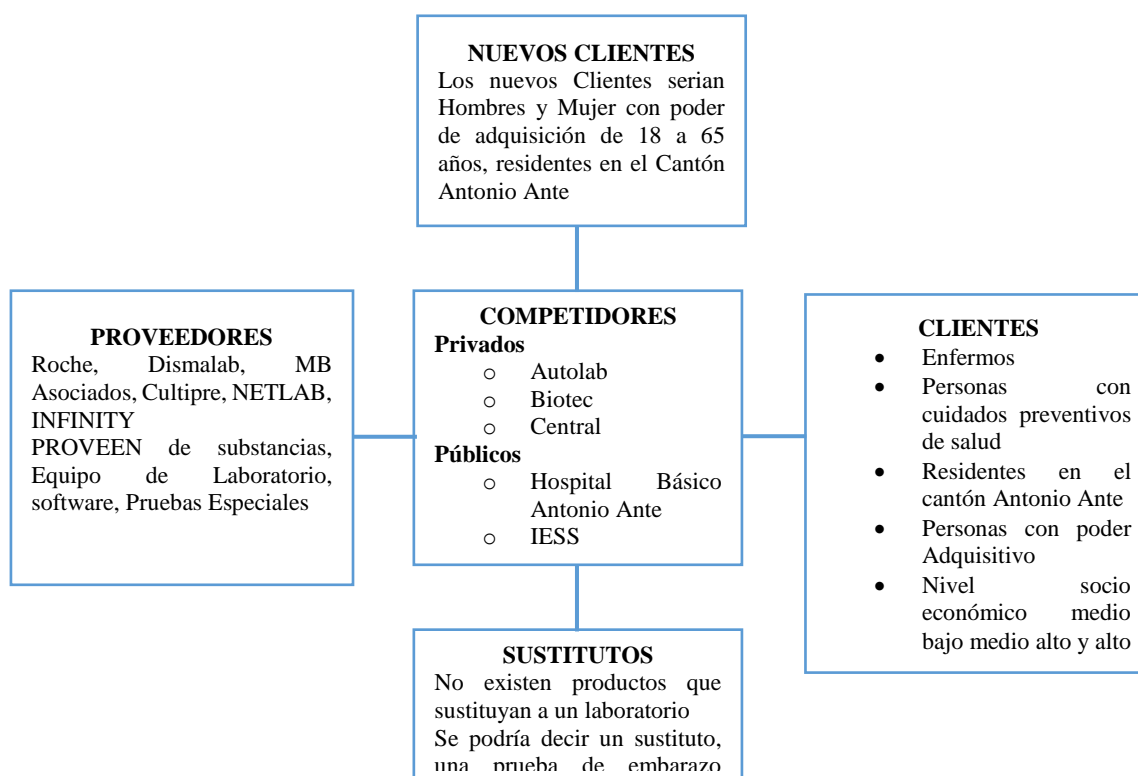 NUEVOS CLIENTES
Los nuevos Clientes serian
Hombres y Mujer con poder
de adquisición de 18 a 65
años, residentes en el Cantón
Antonio Ante
PROVEEDORES
Roche, Dismalab, MB
Asociados, Cultipre, NETLAB,
INFINITY
PROVEEN de substancias,
Equipo de Laboratorio,
software, Pruebas Especiales
COMPETIDORES
Privados
o Autolab
o Biotec
o Central
Públicos
o Hospital Básico
Antonio Ante
o IESS
CLIENTES
• Enfermos
• Personas con
cuidados preventivos
de salud
• Residentes en el
cantón Antonio Ante
• Personas con poder
Adquisitivo
• Nivel socio
económico medio
bajo medio alto y alto
SUSTITUTOS
No existen productos que
sustituyan a un laboratorio
Se podría decir un sustituto,
una prueba de embarazo